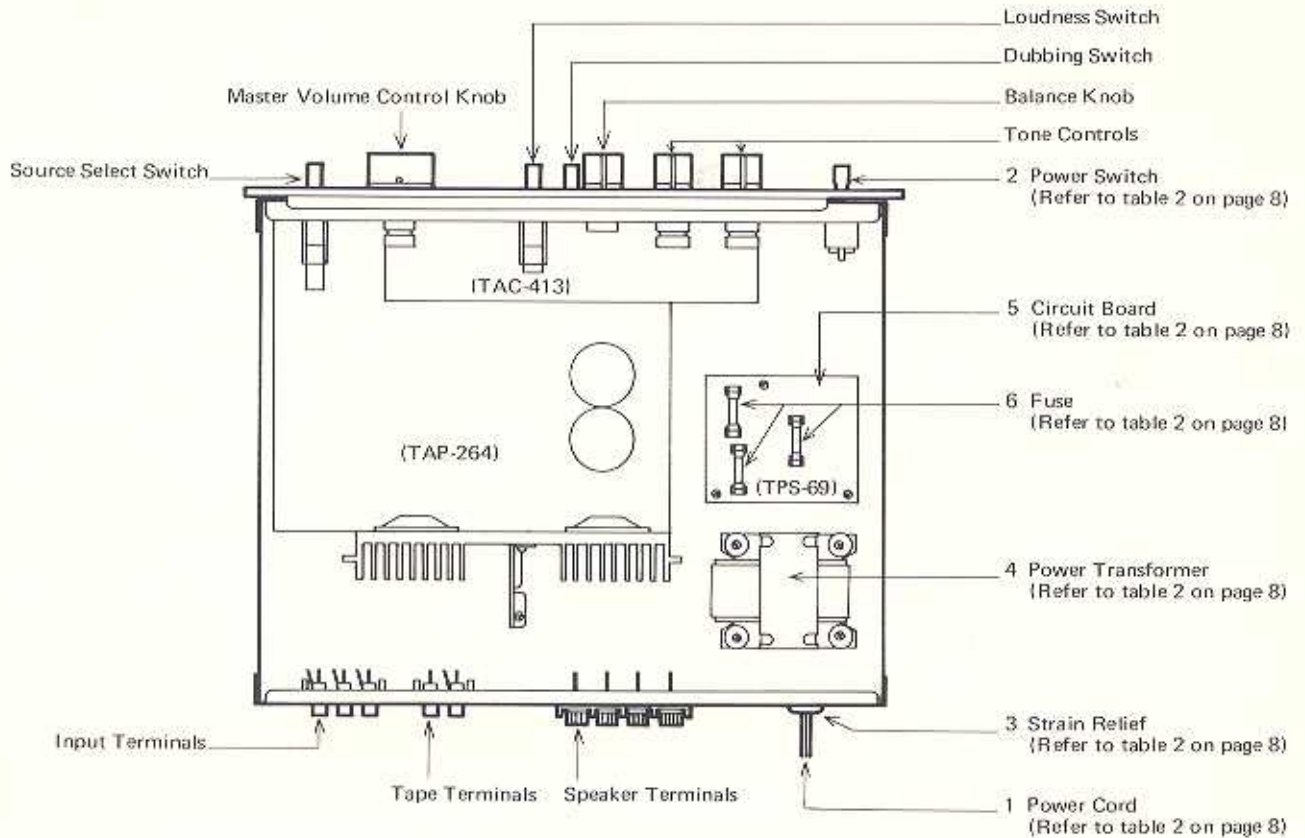 Loudness Switch
Dubbing Switch
Master Volume Control Knob
Balance Knob
Tone Controls
Source Select Switch
2 Power Switch
(Refer to table 2 on page 8)
(TAC-413)
5 Circuit Board
(Refer to table 2 on page 8)
6 Fuse
(Refer to table 2 on page 8)
(TAP-264)
(TPS-69)
4 Power Transformer
(Refer to table 2 on page 8)
3 Strain Relief
(Refer to table 2 on page 8)
Input Terminals
Tape Terminals
Speaker Terminals
1 Power Cord
(Refer to table 2 on page 8)